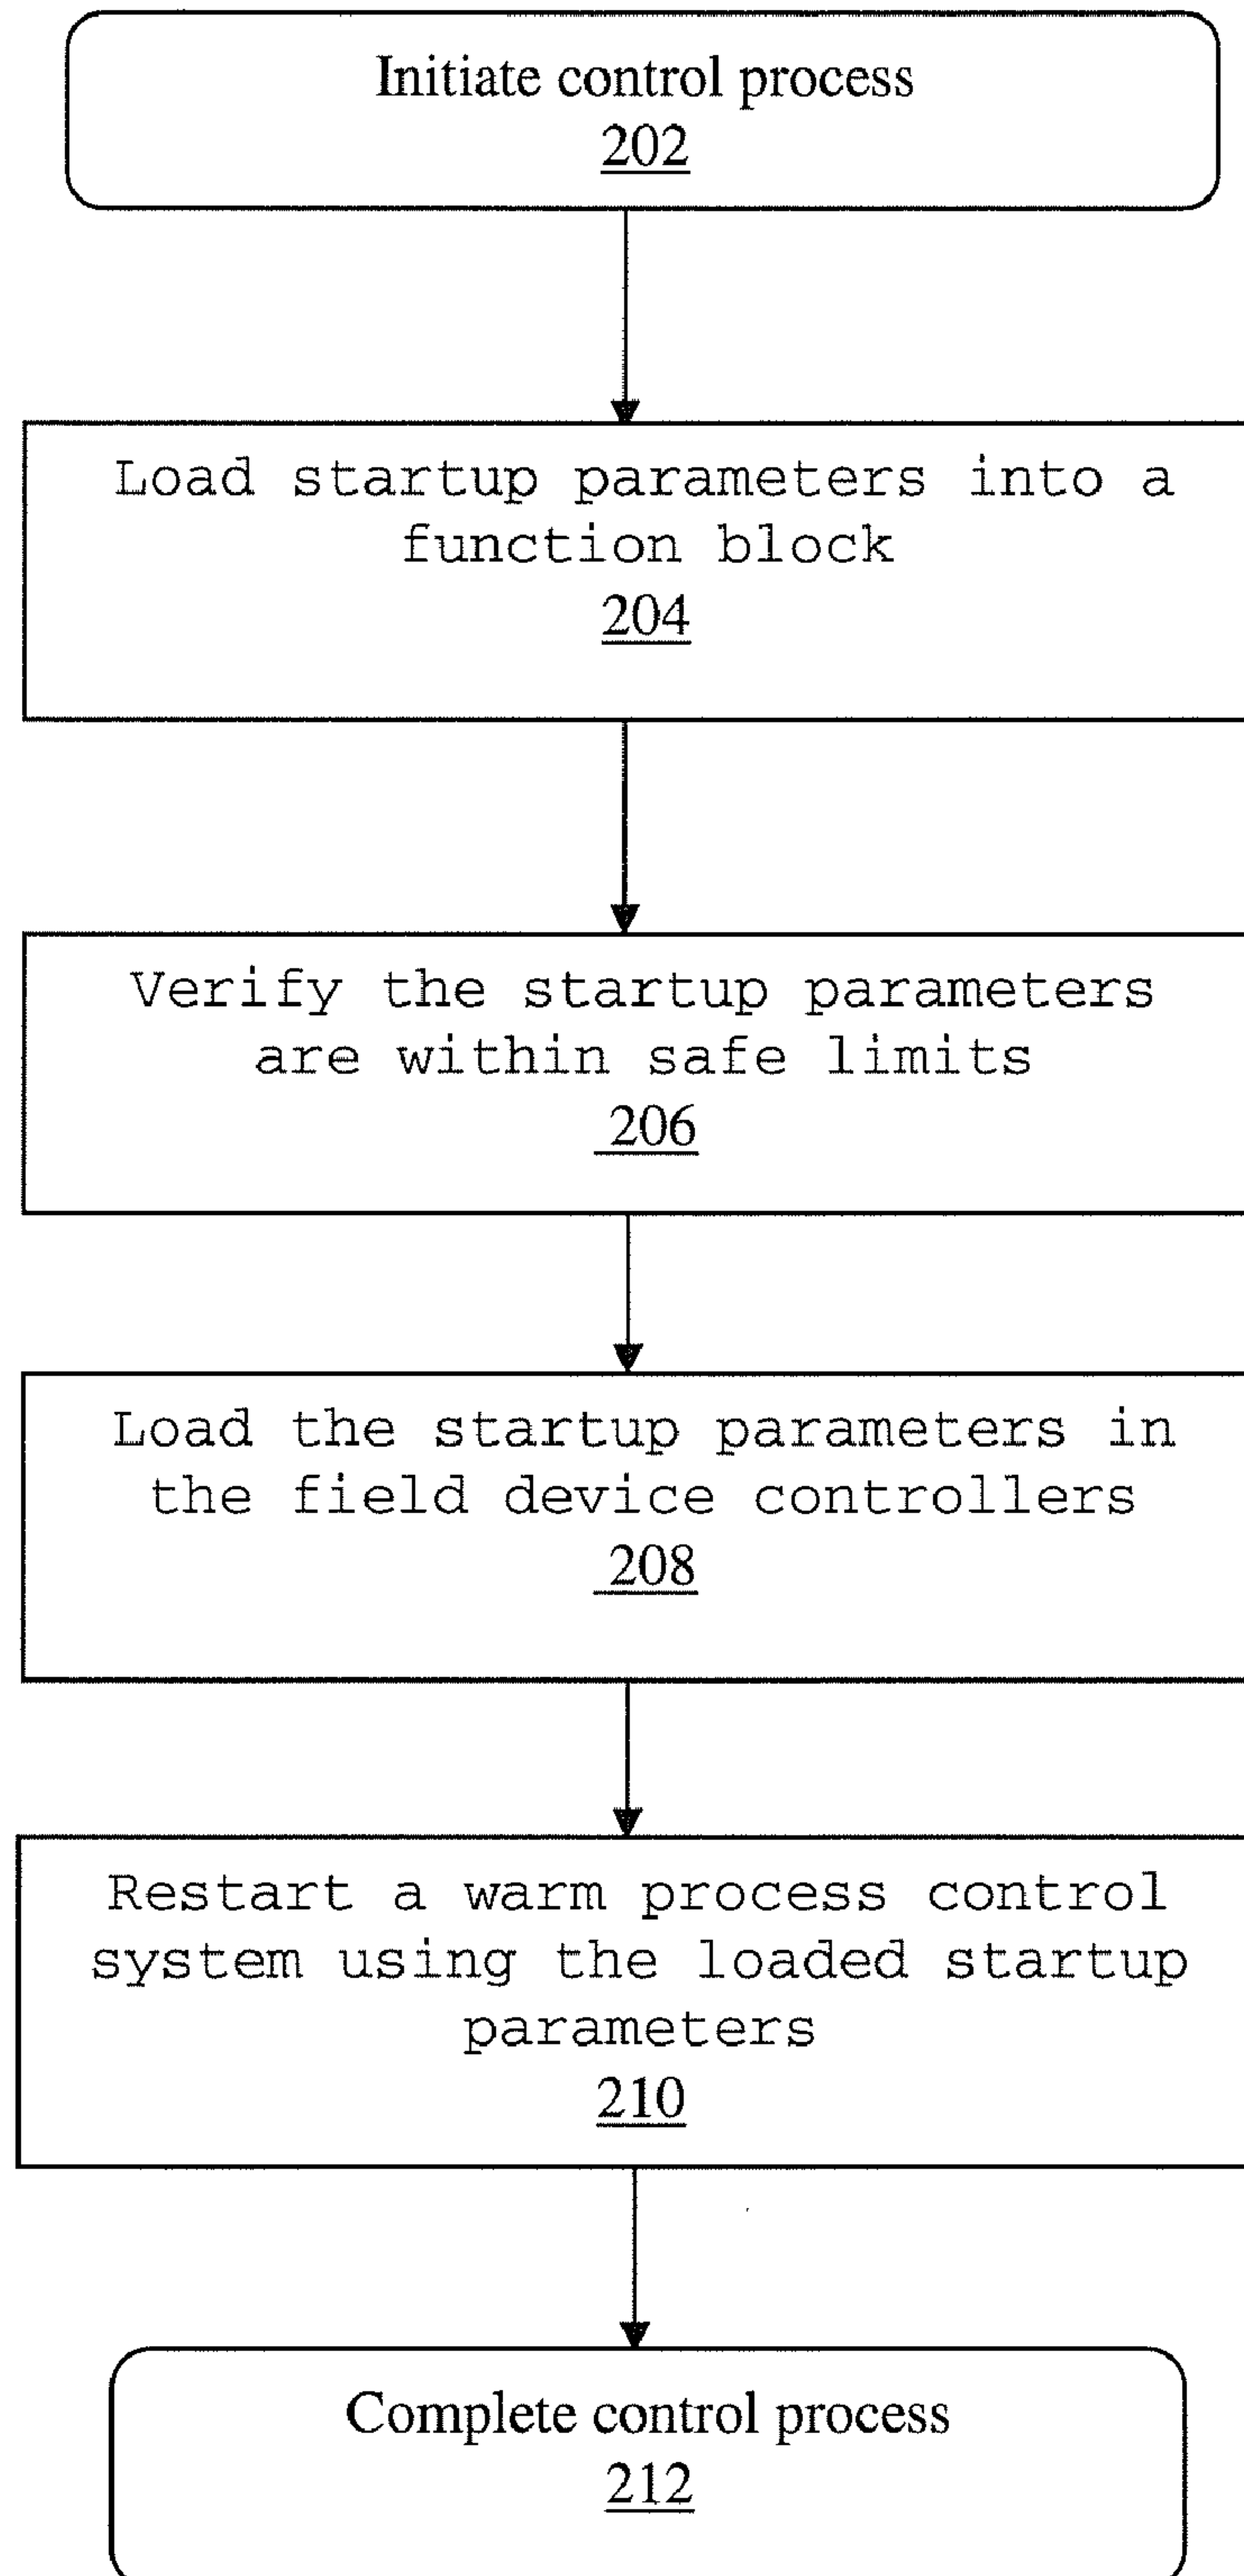 Initiate control process
202
Load startup parameters into a
function block
204
Verify the startup parameters
are within safe limits
206
Load the startup parameters in
the field device controllers
208
Restart a warm process control
system using the loaded startup
parameters
210
Complete control process
212